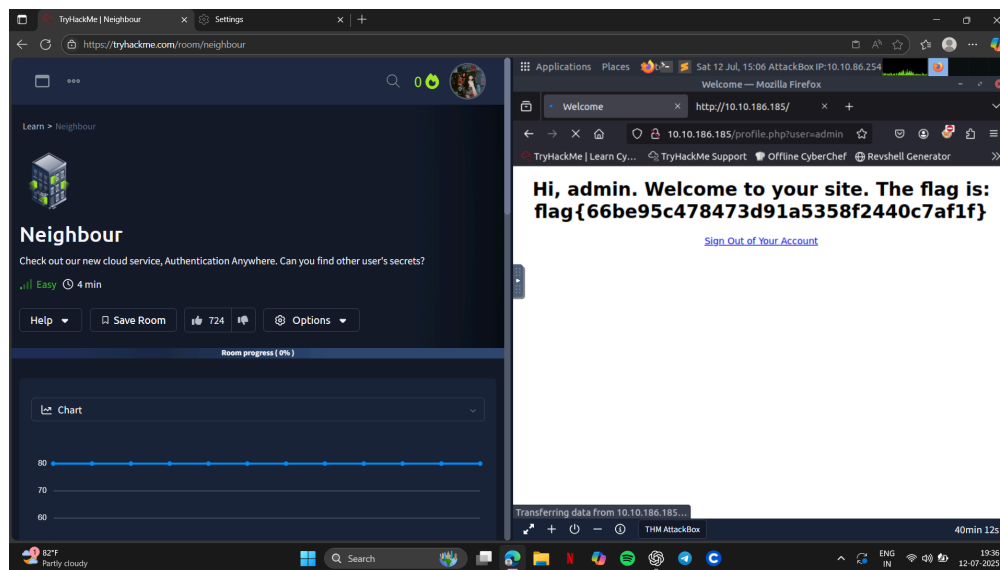 TryHackMe | Neighbour
Settings
https://tryhackme.com/room/neighbour
0
Learn > Neighbour
Neighbour
Check out our new cloud service, Authentication Anywhere. Can you find other user's secrets?
Easy 4 min
Help Save Room 724 Options
Room progress ( 0% )
Chart
80
70
60
Applications Places Sat 12 Jul, 15:06 AttackBox IP:10.10.86.254
Welcome — Mozilla Firefox
Welcome http://10.10.186.185/
10.10.186.185/profile.php?user=admin
TryHackMe | Learn Cy... TryHackMe Support Offline CyberChef Revshell Generator
Hi, admin. Welcome to your site. The flag is:
flag{66be95c478473d91a5358f2440c7af1f}
Sign Out of Your Account
Transferring data from 10.10.186.185...
THM AttackBox 40min 12s
82°F
Partly cloudy
Search
ENG
IN
19:36
12-07-2025